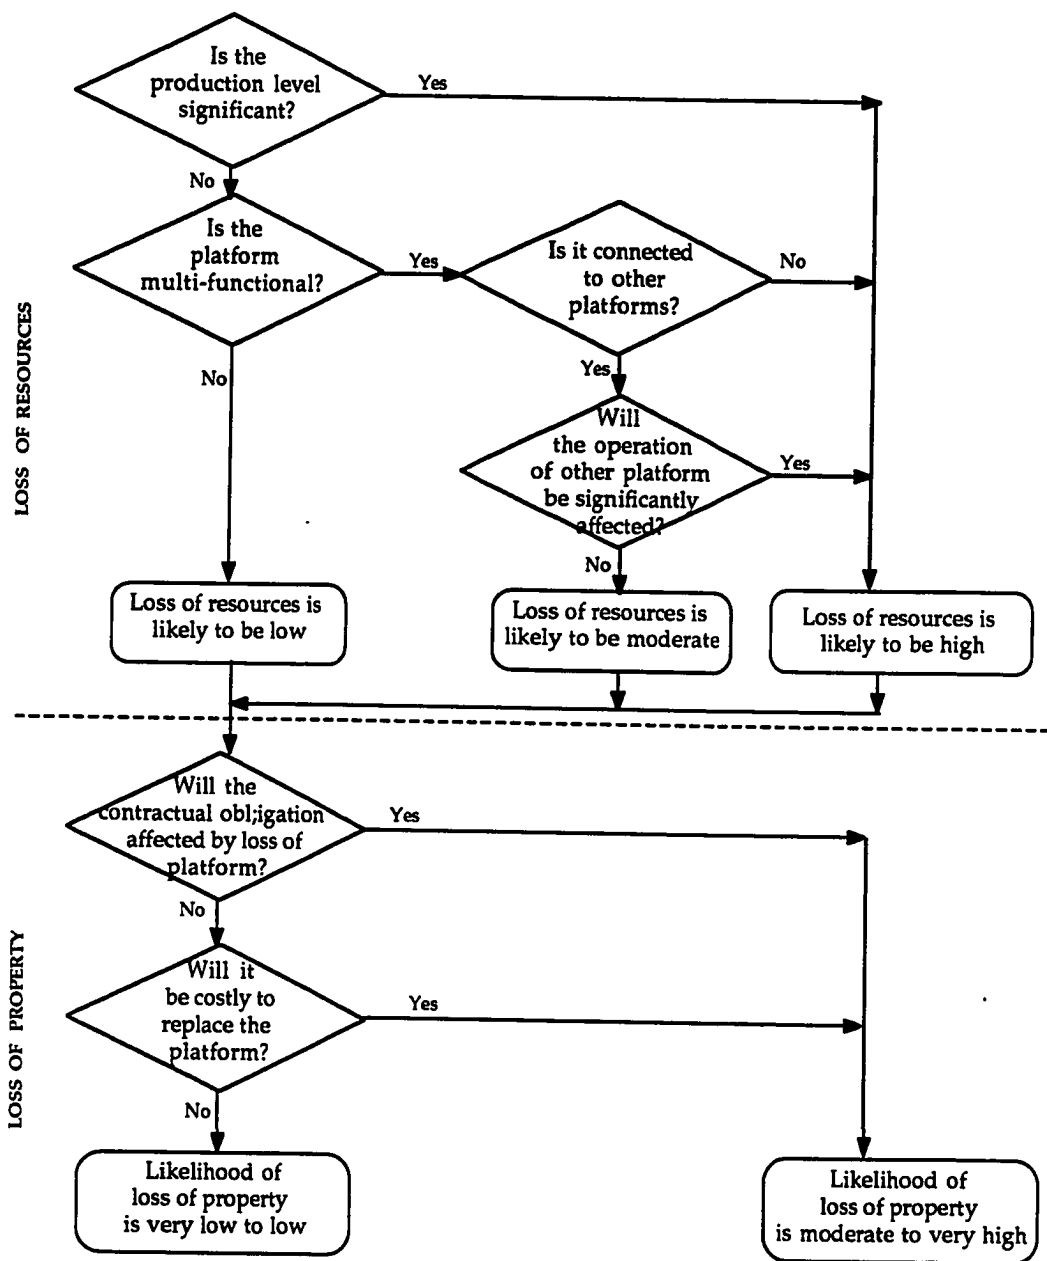 Is the
production level
significant?
Yes
No
Is the
platform
multi-functional?
Yes
Is it connected
to other
platforms?
No
No
Yes
Will
the operation
of other platform
be significantly
affected?
Yes
No
LOSS OF RESOURCES
Loss of resources is
likely to be low
Loss of resources is
likely to be moderate
Loss of resources is
likely to be high
Will the
contractual obl;igation
affected by loss of
platform?
Yes
No
Will it
be costly to
replace the
platform?
Yes
No
LOSS OF PROPERTY
Likelihood of
loss of property
is very low to low
Likelihood of
loss of property
is moderate to very high